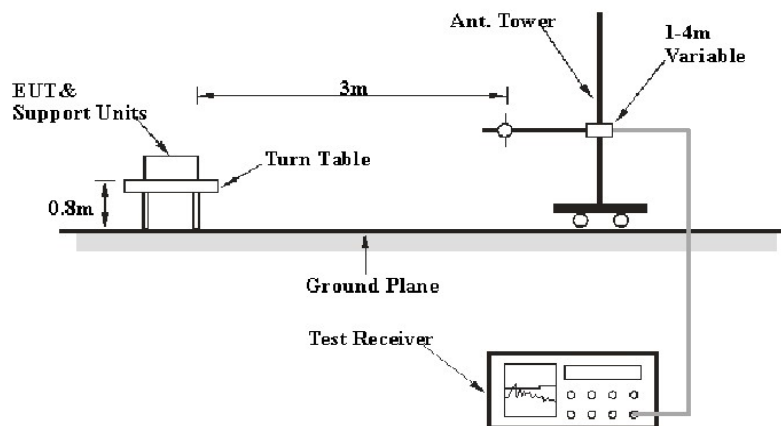 Ant. Tower
1-4m
Variable
EUT&
Support Units
3m
Turn Table
0.8m
Ground Plane
Test Receiver